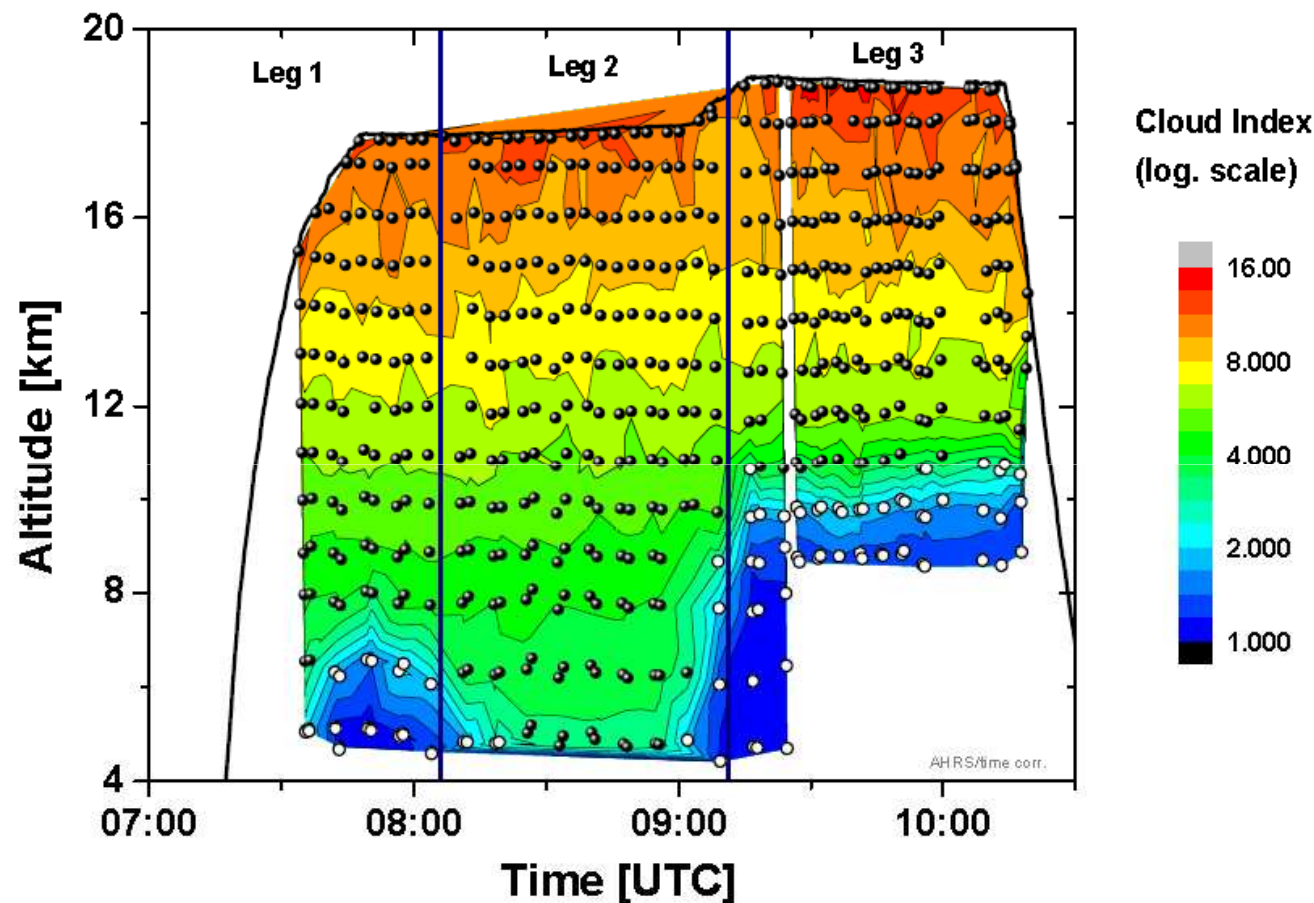 20
16
12
8
4
Altitude [km]
Leg 1
Leg 2
Leg 3
AHRS/time corr.
07:00
08:00
09:00
10:00
Time [UTC]
Cloud Index
(log. scale)
16.00
8.000
4.000
2.000
1.000